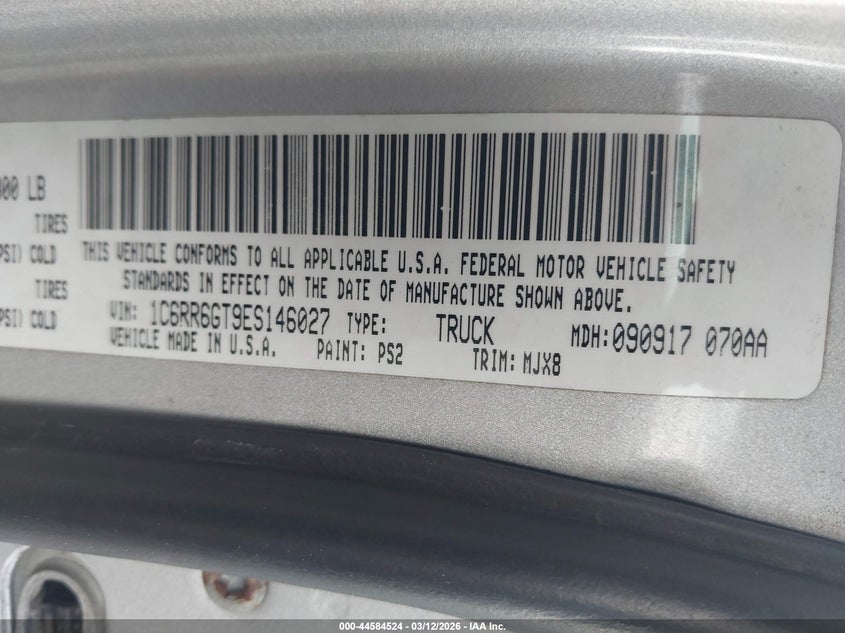 000 LB
TIRES
PSI) COLD
TIRES
PSI) COLD
THIS VEHICLE CONFORMS TO ALL APPLICABLE U.S.A. FEDERAL MOTOR VEHICLE SAFETY
STANDARDS IN EFFECT ON THE DATE OF MANUFACTURE SHOWN ABOVE.
VIN: 1C6RR6GT9ES146027 TYPE: TRUCK MDH:090917 070AA
VEHICLE MADE IN U.S.A. PAINT: PS2 TRIM: MJX8
000-44584524 - 03/12/2026 - IAA Inc.